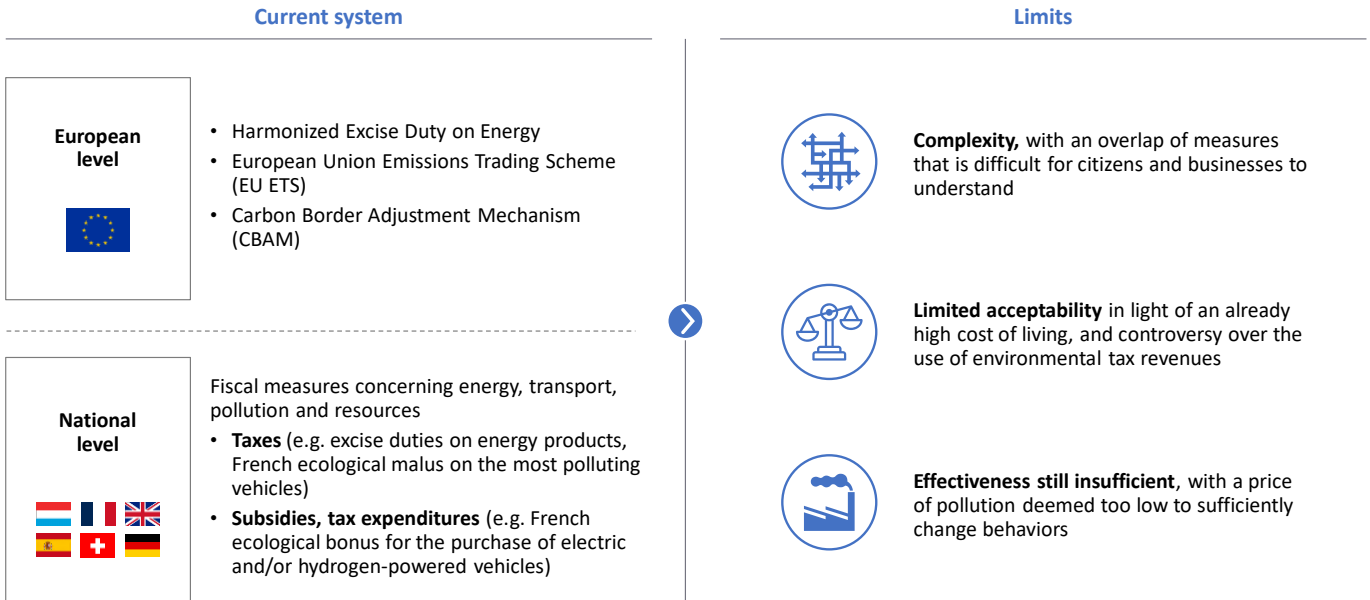 Current system
European
level
• Harmonized Excise Duty on Energy
• European Union Emissions Trading Scheme
(EU ETS)
• Carbon Border Adjustment Mechanism
(CBAM)
National
level
Fiscal measures concerning energy, transport,
pollution and resources
• Taxes (e.g. excise duties on energy products,
French ecological malus on the most polluting
vehicles)
• Subsidies, tax expenditures (e.g. French
ecological bonus for the purchase of electric
and/or hydrogen-powered vehicles)
Limits
Complexity, with an overlap of measures
that is difficult for citizens and businesses to
understand
Limited acceptability in light of an already
high cost of living, and controversy over the
use of environmental tax revenues
Effectiveness still insufficient, with a price
of pollution deemed too low to sufficiently
change behaviors